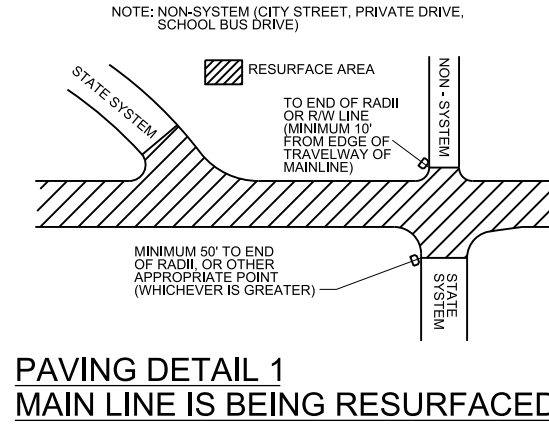 NOTE: NON-SYSTEM (CITY STREET, PRIVATE DRIVE,
SCHOOL BUS DRIVE)
RESURFACE AREA
STATE SYSTEM
TO END OF RADII
OR R/W LINE
(MINIMUM 10'
FROM EDGE OF
TRAVELWAY OF
MAINLINE)
NON - SYSTEM
MINIMUM 50' TO END
OF RADII, OR OTHER
APPROPRIATE POINT
(WHICHEVER IS GREATER)
STATE
SYSTEM
PAVING DETAIL 1
MAIN LINE IS BEING RESURFACED